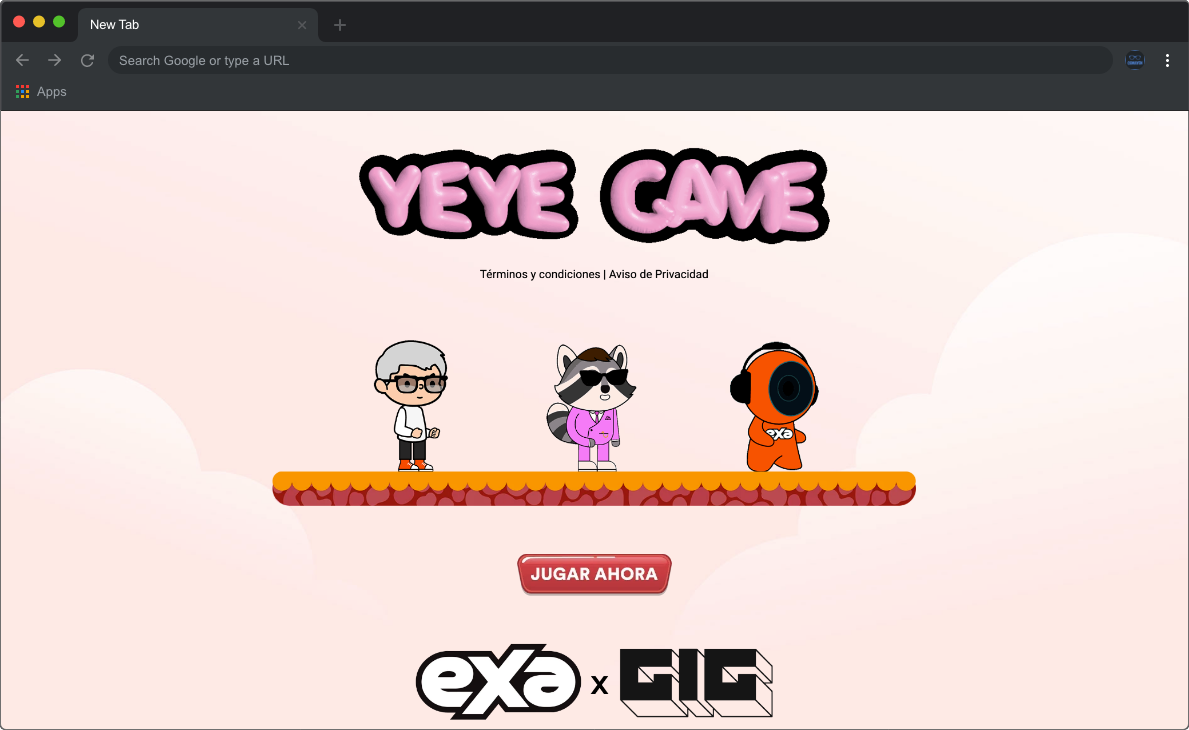 New Tab
Search Google or type a URL
Apps
YEYE GAME
Términos y condiciones | Aviso de Privacidad
exa
JUGAR AHORA
exa x GIG